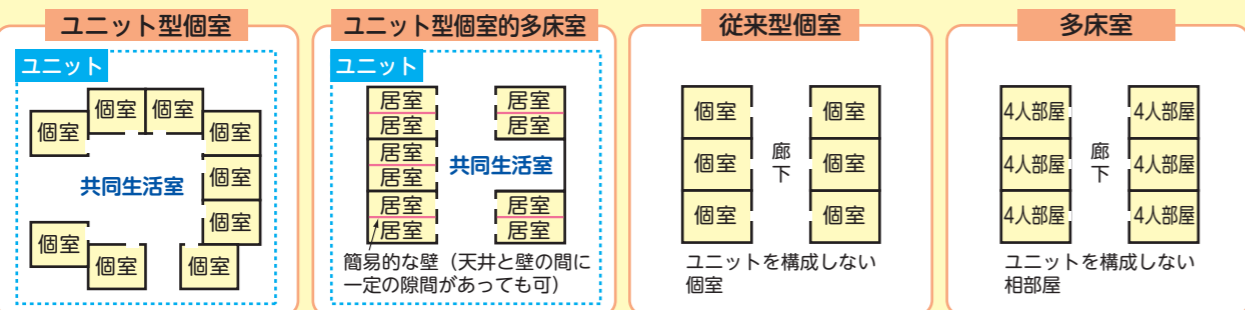 ユニット型個室
ユニット
個室
個室
個室
個室
共同生活室
個室
個室
個室
個室
個室
ユニット型個室的多床室
ユニット
居室
居室
居室
居室
居室
共同生活室
居室
居室
居室
居室
居室
簡易的な壁（天井と壁の間に
一定の隙間があっても可）
従来型個室
個室
個室
個室
廊下
個室
個室
個室
ユニットを構成しない
個室
多床室
4人部屋
4人部屋
4人部屋
廊下
4人部屋
4人部屋
4人部屋
ユニットを構成しない
相部屋